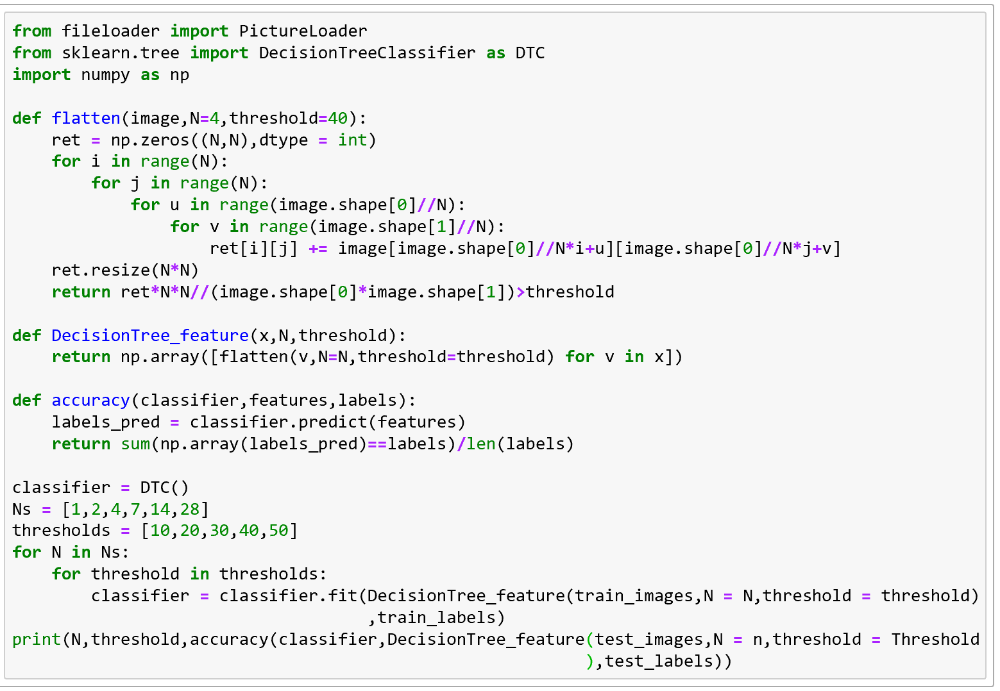 from fileloader import PictureLoader
from sklearn.tree import DecisionTreeClassifier as DTC
import numpy as np

def flatten(image,N=4,threshold=40):
    ret = np.zeros((N,N),dtype = int)
    for i in range(N):
        for j in range(N):
            for u in range(image.shape[0]//N):
                for v in range(image.shape[1]//N):
                    ret[i][j] += image[image.shape[0]//N*i+u][image.shape[0]//N*j+v]
    ret.resize(N*N)
    return ret*N*N//(image.shape[0]*image.shape[1])>threshold

def DecisionTree_feature(x,N,threshold):
    return np.array([flatten(v,N=N,threshold=threshold) for v in x])

def accuracy(classifier,features,labels):
    labels_pred = classifier.predict(features)
    return sum(np.array(labels_pred)==labels)/len(labels)

classifier = DTC()
Ns = [1,2,4,7,14,28]
thresholds = [10,20,30,40,50]
for N in Ns:
    for threshold in thresholds:
        classifier = classifier.fit(DecisionTree_feature(train_images,N = N,threshold = threshold)
                                    ,train_labels)
print(N,threshold,accuracy(classifier,DecisionTree_feature(test_images,N = n,threshold = Threshold
                                                          ),test_labels))